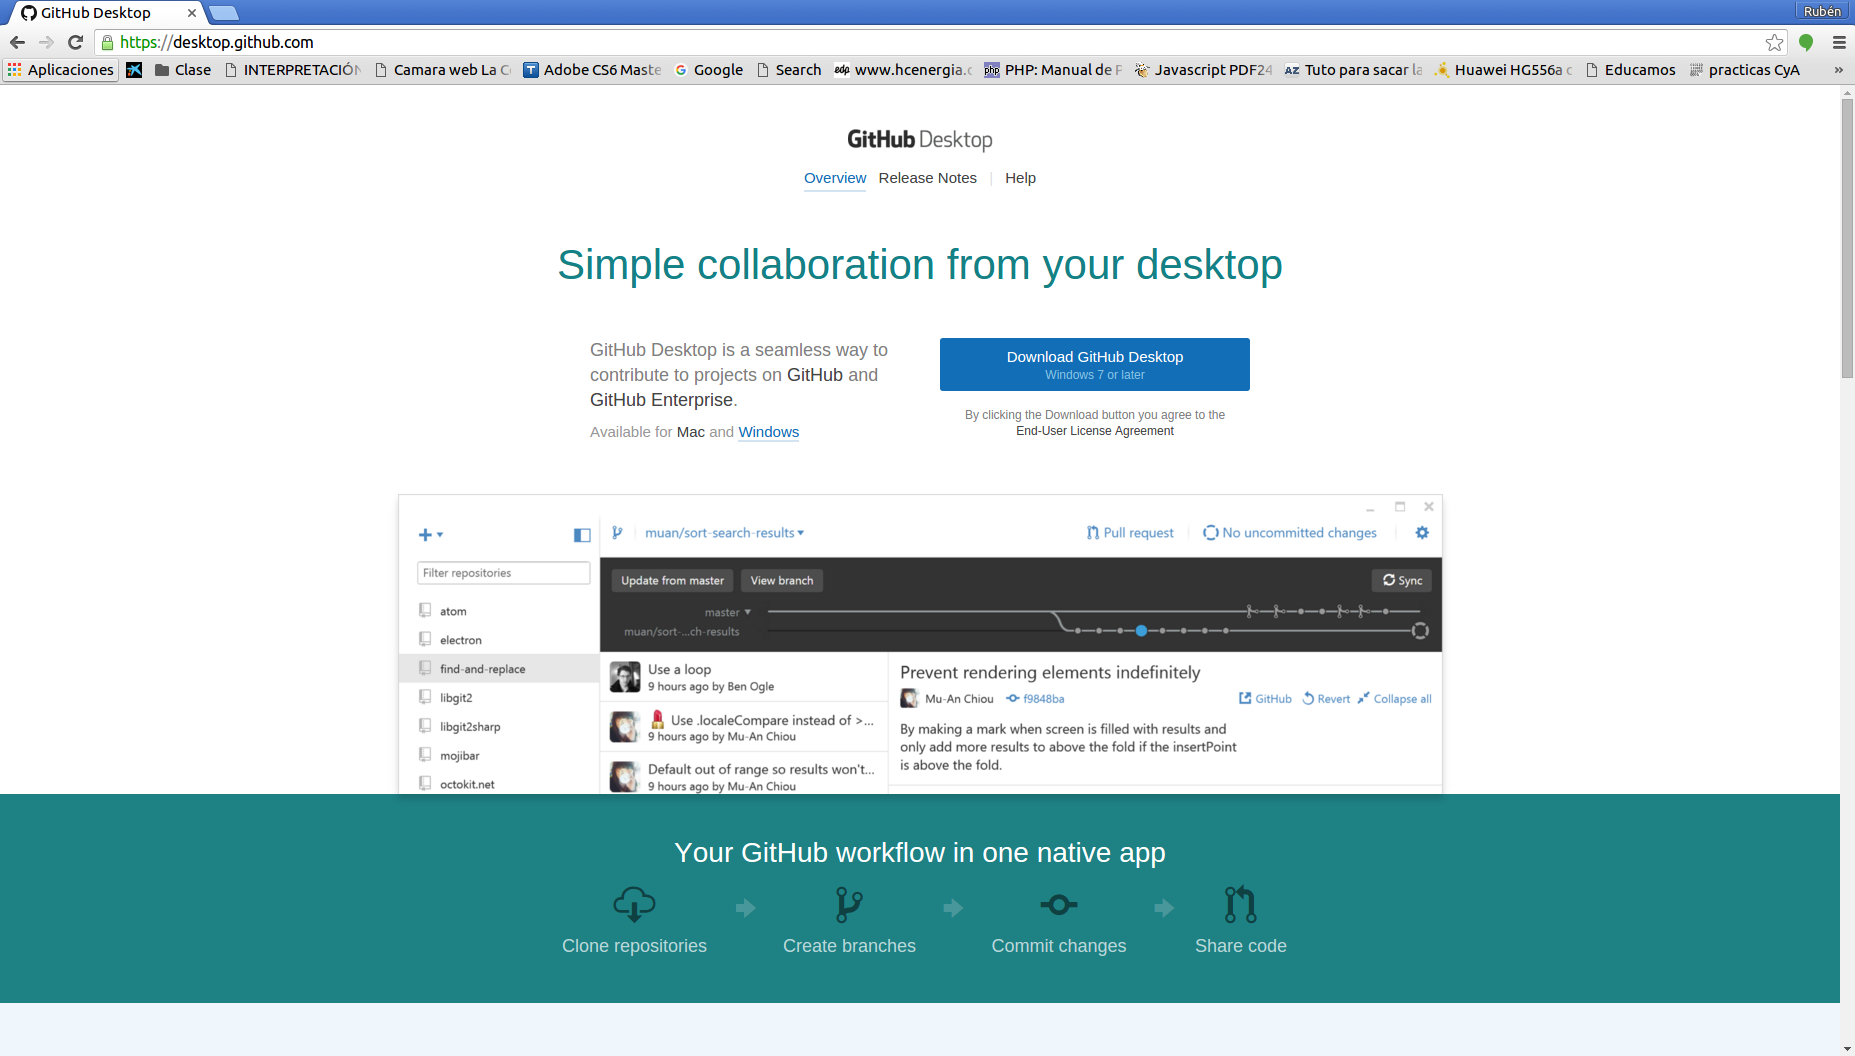 GitHub Desktop
Rubén
https://desktop.github.com
Aplicaciones
Clase
INTERPRETACIÓN
Camara web La C
Adobe CS6 Maste
Google
Search
edp www.hcenergia.c
php PHP: Manual de P
Javascript PDF24
AZ Tuto para sacar la
Huawei HG556a c
Educamos
practicas CyA
»
GitHub Desktop
Overview Release Notes | Help
Simple collaboration from your desktop
GitHub Desktop is a seamless way to
contribute to projects on GitHub and
GitHub Enterprise.
Available for Mac and Windows
Download GitHub Desktop
Windows 7 or later
By clicking the Download button you agree to the
End-User License Agreement
muan/sort-search-results
Pull request
No uncommitted changes
Filter repositories
atom
electron
find-and-replace
libgit2
libgit2sharp
mojibar
octokit.net
Update from master
View branch
Sync
master
muan/sort-...ch-results
Use a loop
9 hours ago by Ben Ogle
Use .localeCompare instead of >...
9 hours ago by Mu-An Chiou
Default out of range so results won't...
9 hours ago by Mu-An Chiou
Prevent rendering elements indefinitely
Mu-An Chiou f9848ba
GitHub Revert Collapse all
By making a mark when screen is filled with results and
only add more results to above the fold if the insertPoint
is above the fold.
Your GitHub workflow in one native app
Clone repositories
Create branches
Commit changes
Share code